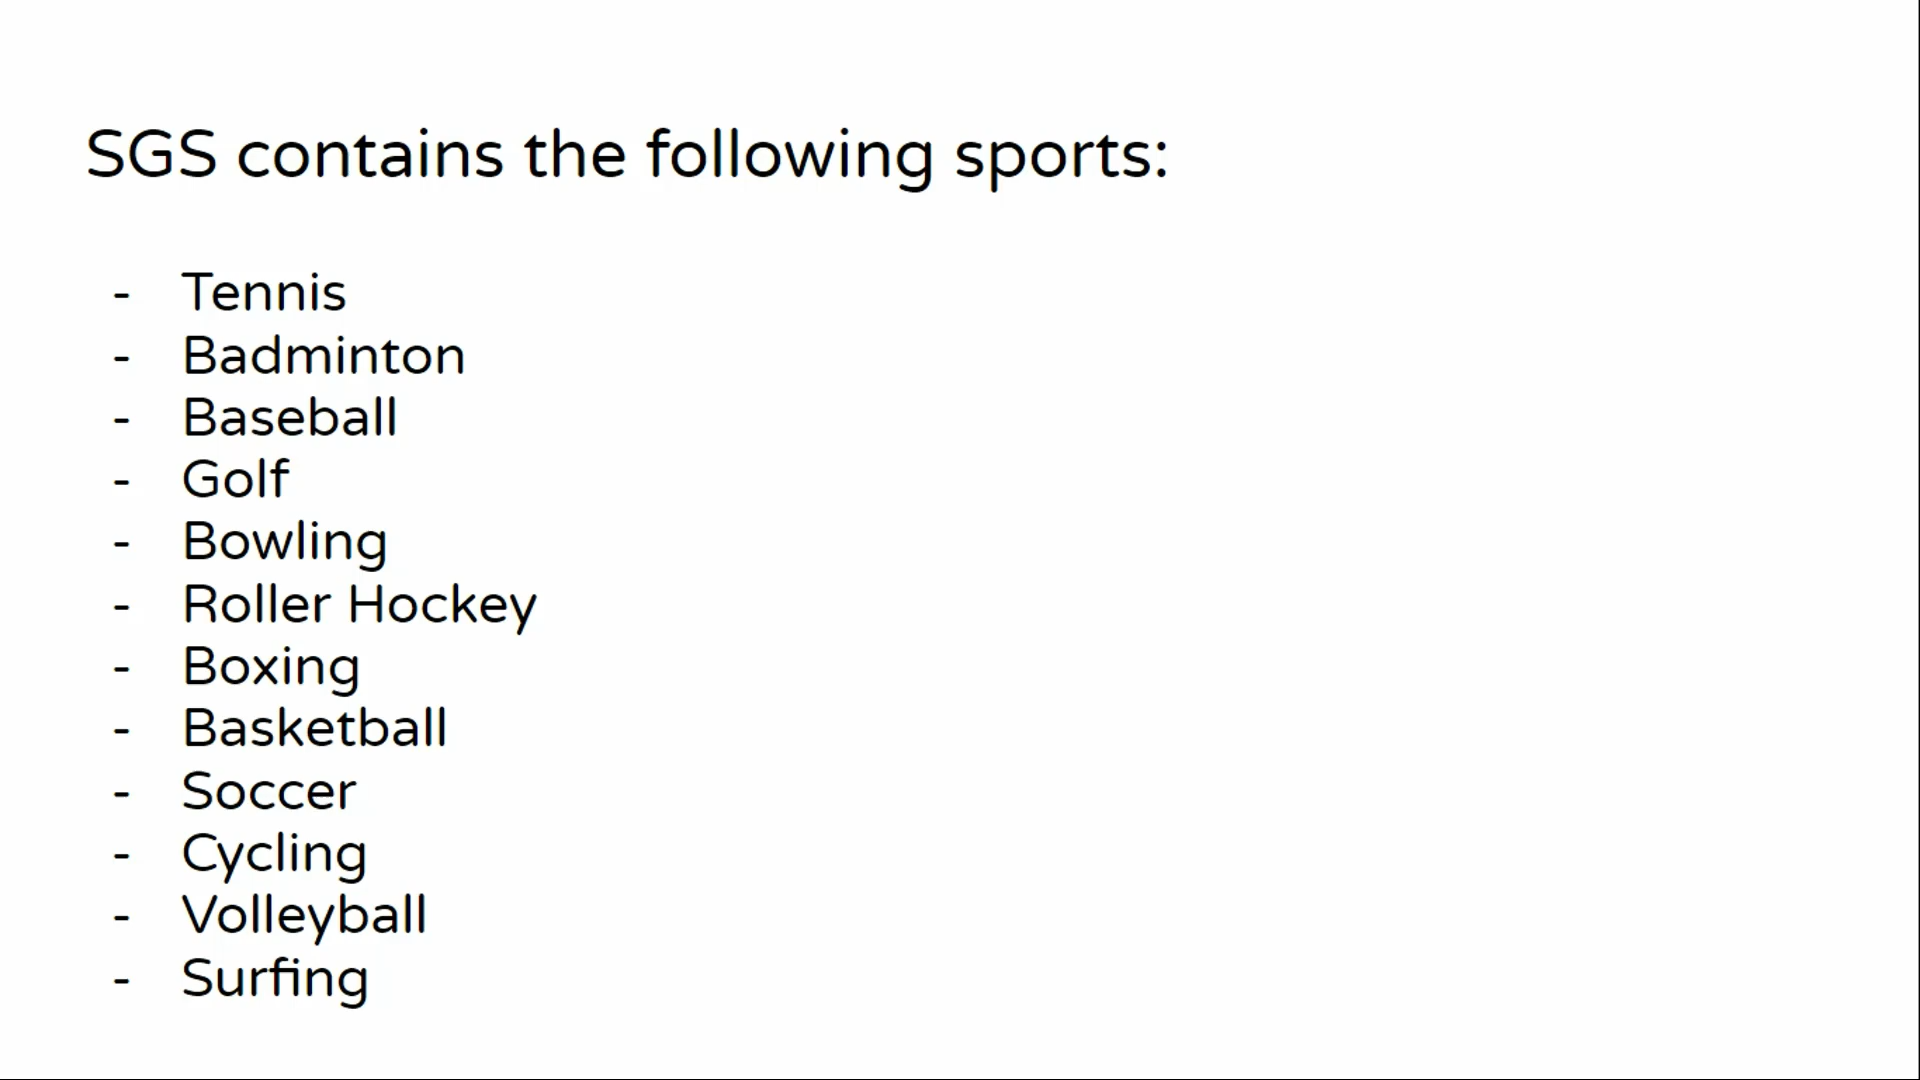 SGS contains the following sports:
- Tennis
- Badminton
- Baseball
- Golf
- Bowling
- Roller Hockey
- Boxing
- Basketball
- Soccer
- Cycling
- Volleyball
- Surfing